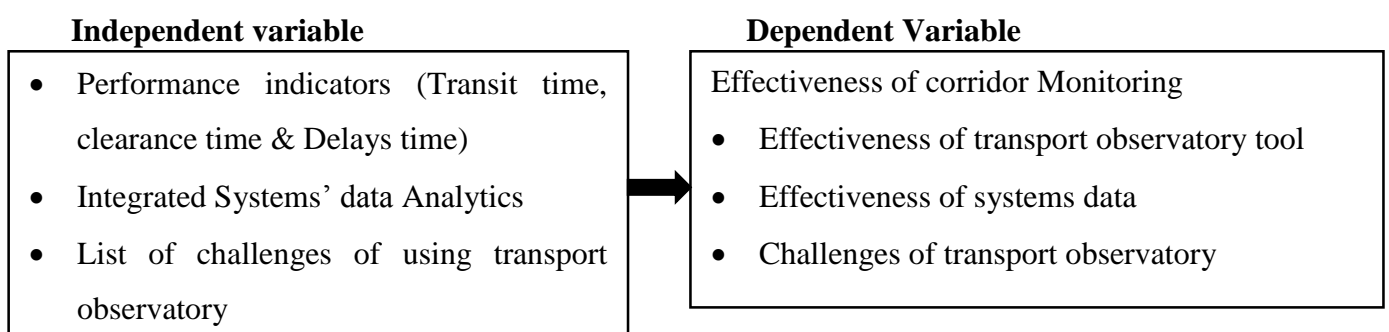 Independent variable
• Performance indicators (Transit time,
clearance time & Delays time)
• Integrated Systems’ data Analytics
• List of challenges of using transport
observatory
Dependent Variable
Effectiveness of corridor Monitoring
• Effectiveness of transport observatory tool
• Effectiveness of systems data
• Challenges of transport observatory